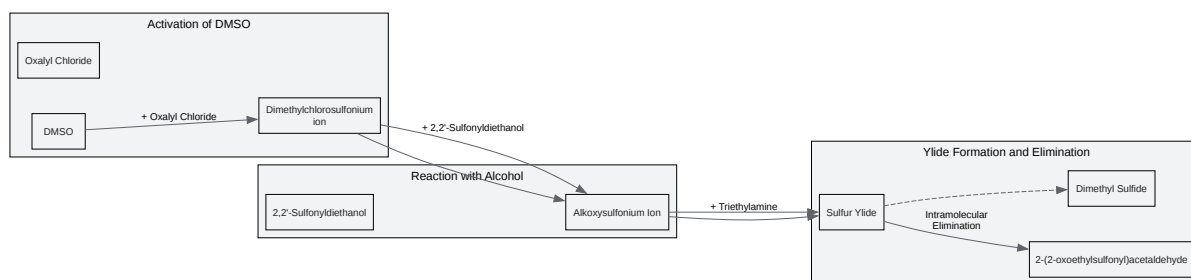 Activation of DMSO
Oxalyl Chloride
DMSO
+ Oxalyl Chloride
Dimethylchlorosulfonium
ion
+ 2,2'-Sulfonyldiethanol
Reaction with Alcohol
2,2'-Sulfonyldiethanol
Alkoxysulfonium Ion
+ Triethylamine
Ylide Formation and Elimination
Sulfur Ylide
Dimethyl Sulfide
Intramolecular
Elimination
2-(2-oxoethylsulfonyl)acetaldehyde